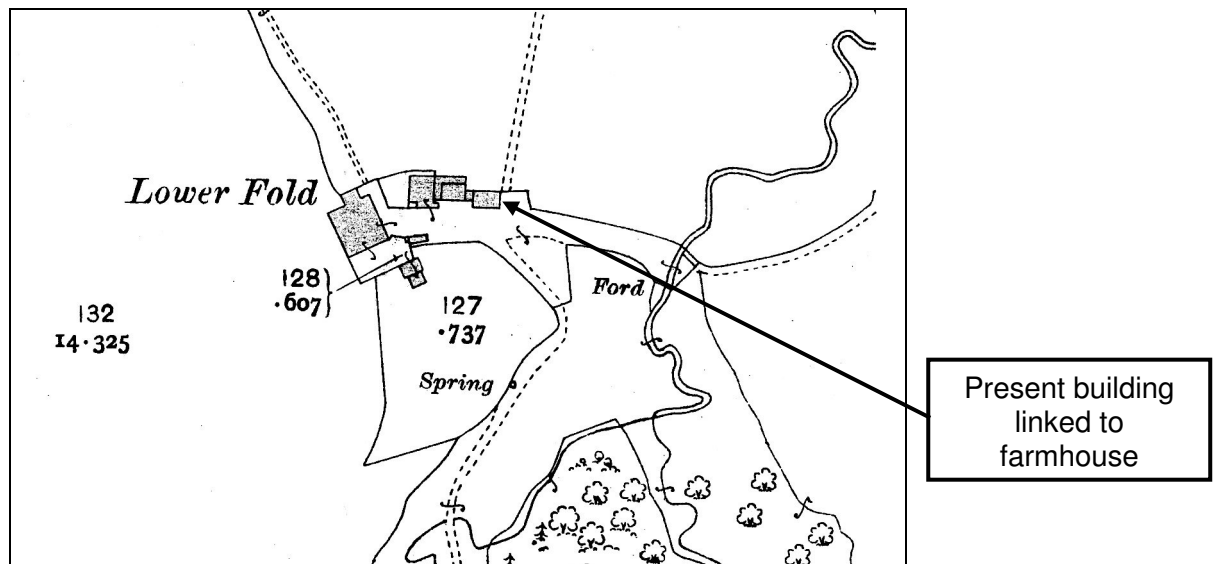 Lower Fold
128
·607
132
14·325
127
·737
Ford
Spring
Present building
linked to
farmhouse